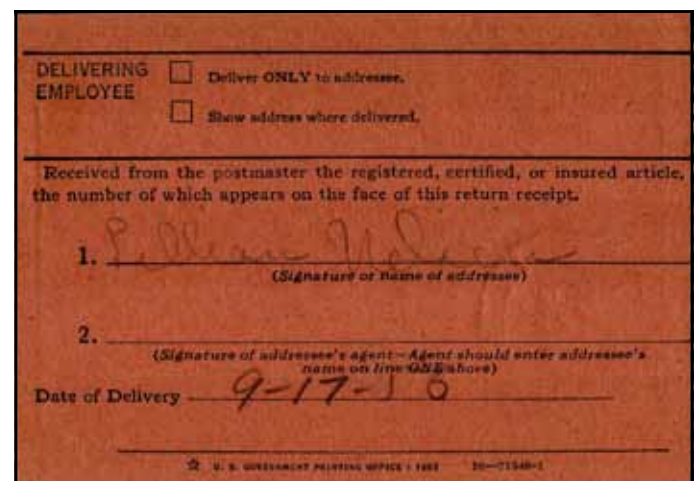 DELIVERING EMPLOYEE
☐ Deliver ONLY to addressee.
☐ Show address where delivered.
Received from the postmaster the registered, certified, or insured article,
the number of which appears on the face of this return receipt.
1. Lillian
(Signature or name of addressee)
2.
(Signature of addressee's agent—Agent should enter addressee's
name on line ONE above)
Date of Delivery 9-17-56
☆ U. S. GOVERNMENT PRINTING OFFICE :